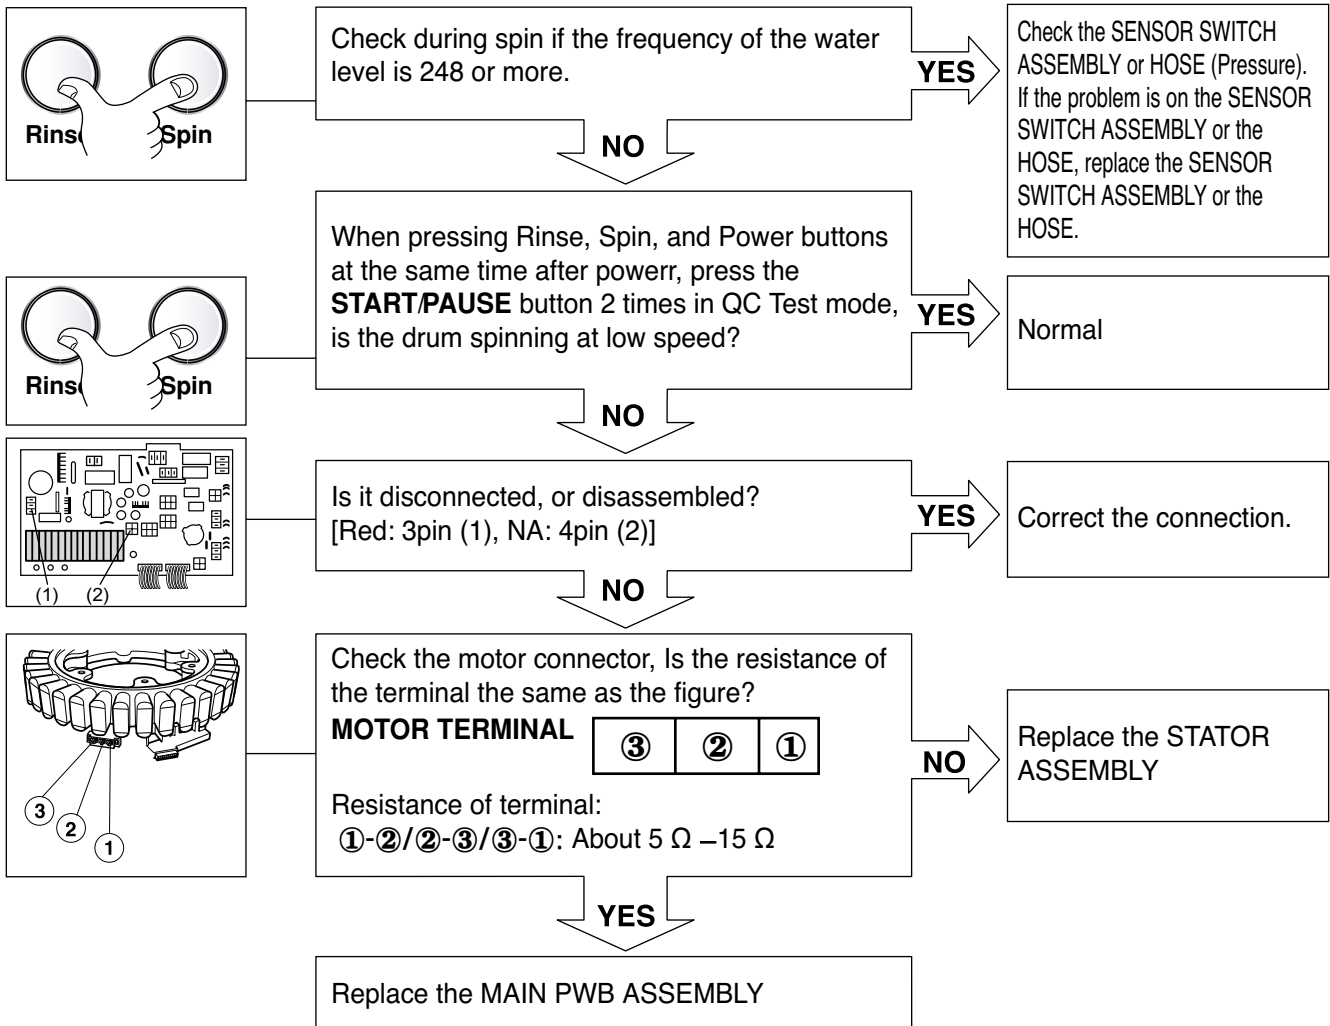 Rins
Spin
Check during spin if the frequency of the water
level is 248 or more.
YES
Check the SENSOR SWITCH
ASSEMBLY or HOSE (Pressure).
If the problem is on the SENSOR
SWITCH ASSEMBLY or the
HOSE, replace the SENSOR
SWITCH ASSEMBLY or the
HOSE.
NO
Rins
Spin
When pressing Rinse, Spin, and Power buttons
at the same time after powerr, press the
START/PAUSE button 2 times in QC Test mode,
is the drum spinning at low speed?
YES
Normal
NO
(1) (2)
Is it disconnected, or disassembled?
[Red: 3pin (1), NA: 4pin (2)]
YES
Correct the connection.
NO
3
2
1
Check the motor connector, Is the resistance of
the terminal the same as the figure?
MOTOR TERMINAL
③ ② ①
Resistance of terminal:
①-②/②-③/③-①: About 5 Ω –15 Ω
NO
Replace the STATOR
ASSEMBLY
YES
Replace the MAIN PWB ASSEMBLY